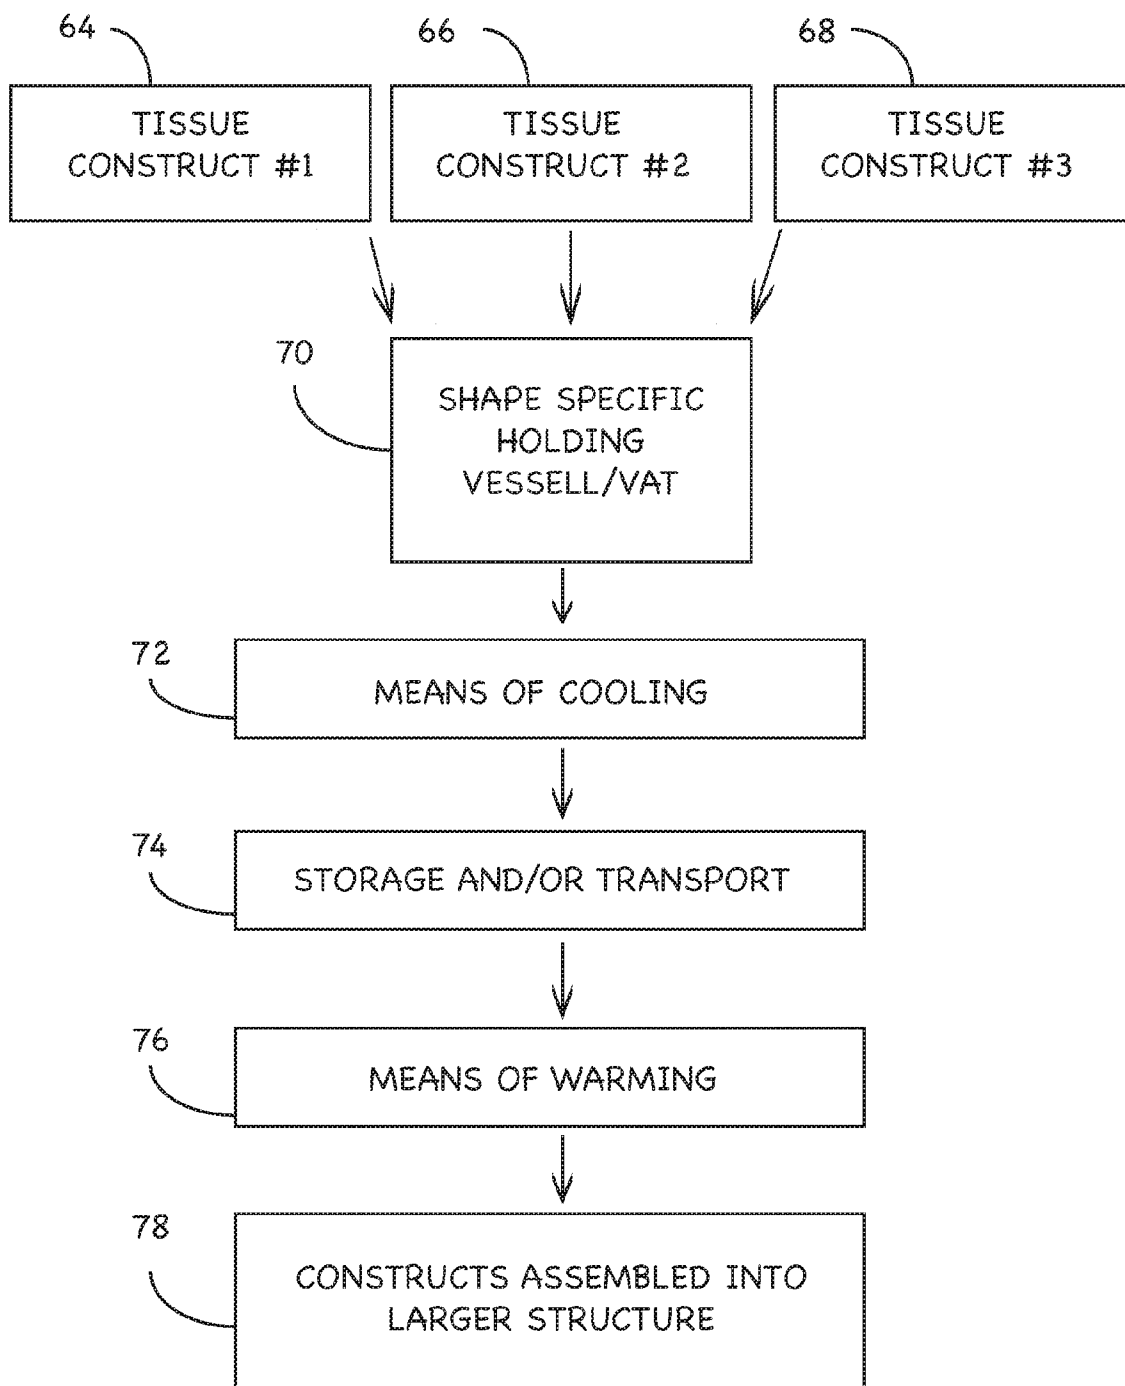 64
66
68
TISSUE
CONSTRUCT #1
TISSUE
CONSTRUCT #2
TISSUE
CONSTRUCT #3
70
SHAPE SPECIFIC
HOLDING
VESSELL/VAT
72
MEANS OF COOLING
74
STORAGE AND/OR TRANSPORT
76
MEANS OF WARMING
78
CONSTRUCTS ASSEMBLED INTO
LARGER STRUCTURE